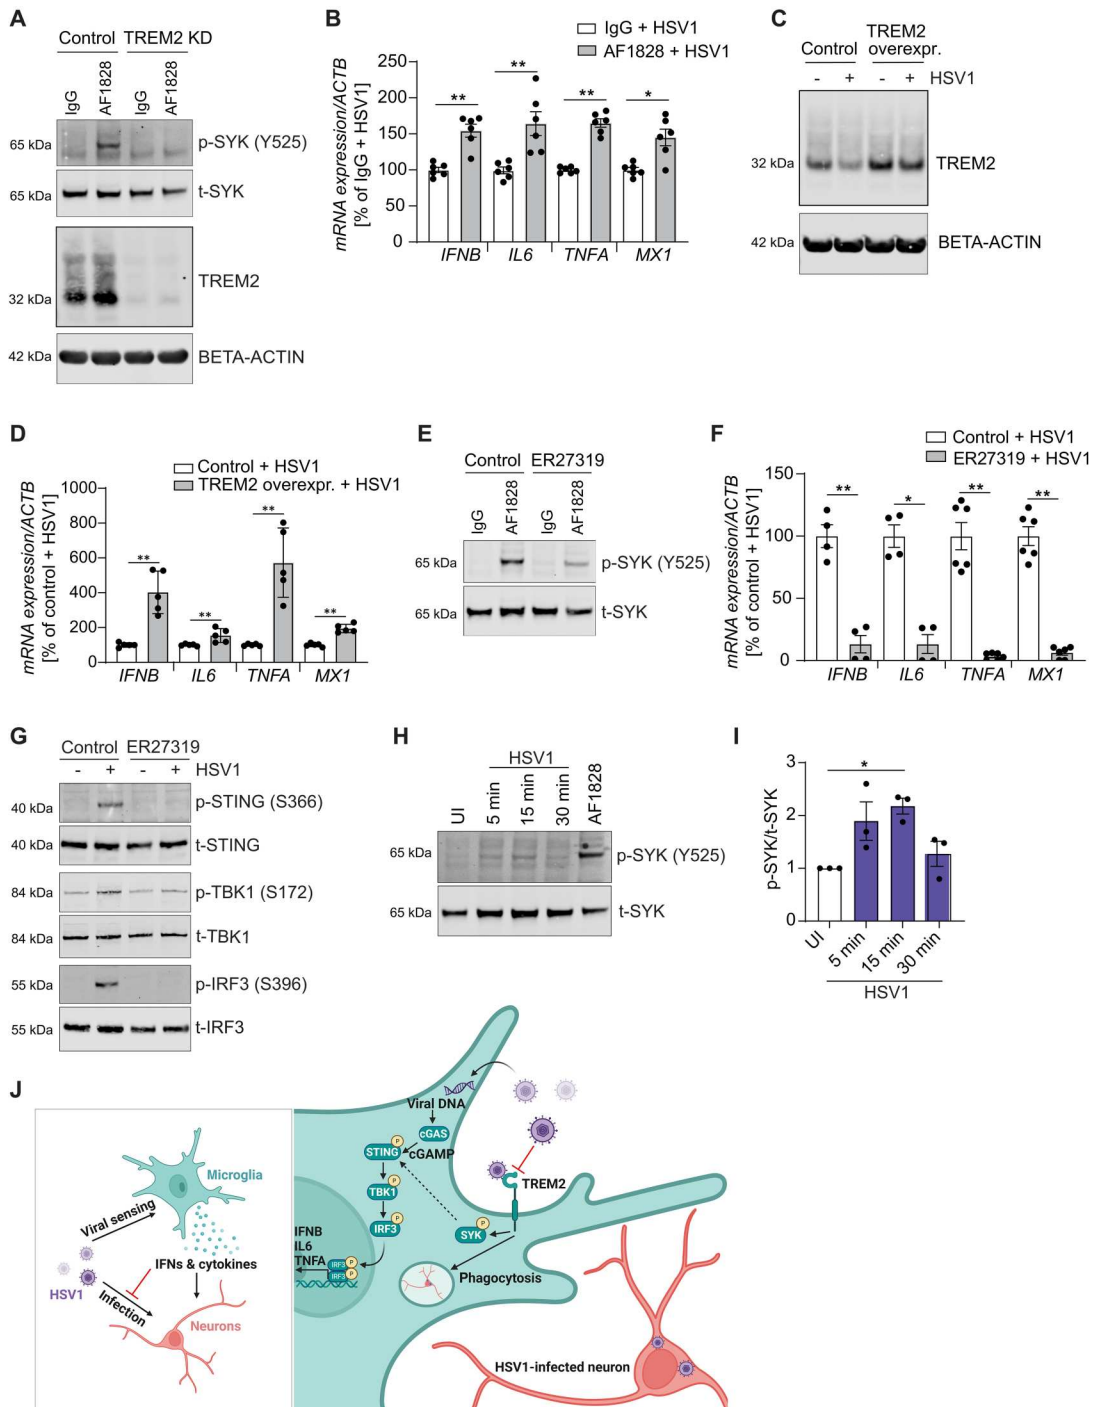 A
Control TREM2 KD
IgG AF1828 IgG AF1828
65 kDa p-SYK (Y525)
65 kDa t-SYK
TREM2
32 kDa
42 kDa BETA-ACTIN
B
IgG + HSV1
AF1828 + HSV1
mRNA expression/ACTB
[% of IgG + HSV1]
250
200
150
100
50
0
** ** ** *
IFNB IL6 TNFA MX1
C
TREM2
Control overexpr.
- + - + HSV1
32 kDa TREM2
42 kDa BETA-ACTIN
D
Control + HSV1
TREM2 overexpr. + HSV1
mRNA expression/ACTB
[% of control + HSV1]
1000
800
600
400
200
0
** ** ** **
IFNB IL6 TNFA MX1
E
Control ER27319
IgG AF1828 IgG AF1828
65 kDa p-SYK (Y525)
65 kDa t-SYK
F
Control + HSV1
ER27319 + HSV1
mRNA expression/ACTB
[% of control + HSV1]
150
100
50
0
** * ** **
IFNB IL6 TNFA MX1
G
Control ER27319
- + - + HSV1
40 kDa p-STING (S366)
40 kDa t-STING
84 kDa p-TBK1 (S172)
84 kDa t-TBK1
55 kDa p-IRF3 (S396)
55 kDa t-IRF3
H
HSV1
UI 5 min 15 min 30 min AF1828
65 kDa p-SYK (Y525)
65 kDa t-SYK
I
p-SYK/t-SYK
3
2
1
0
*
UI 5 min 15 min 30 min
HSV1
J
Microglia
Viral sensing
IFNs & cytokines
HSV1
Infection
Neurons
Viral DNA
cGAS
P
STING
cGAMP
P
TBK1
P
IRF3
TREM2
P
SYK
IFNB
IL6
TNFA
IRF3 P
IRF3 P
Phagocytosis
HSV1-infected neuron